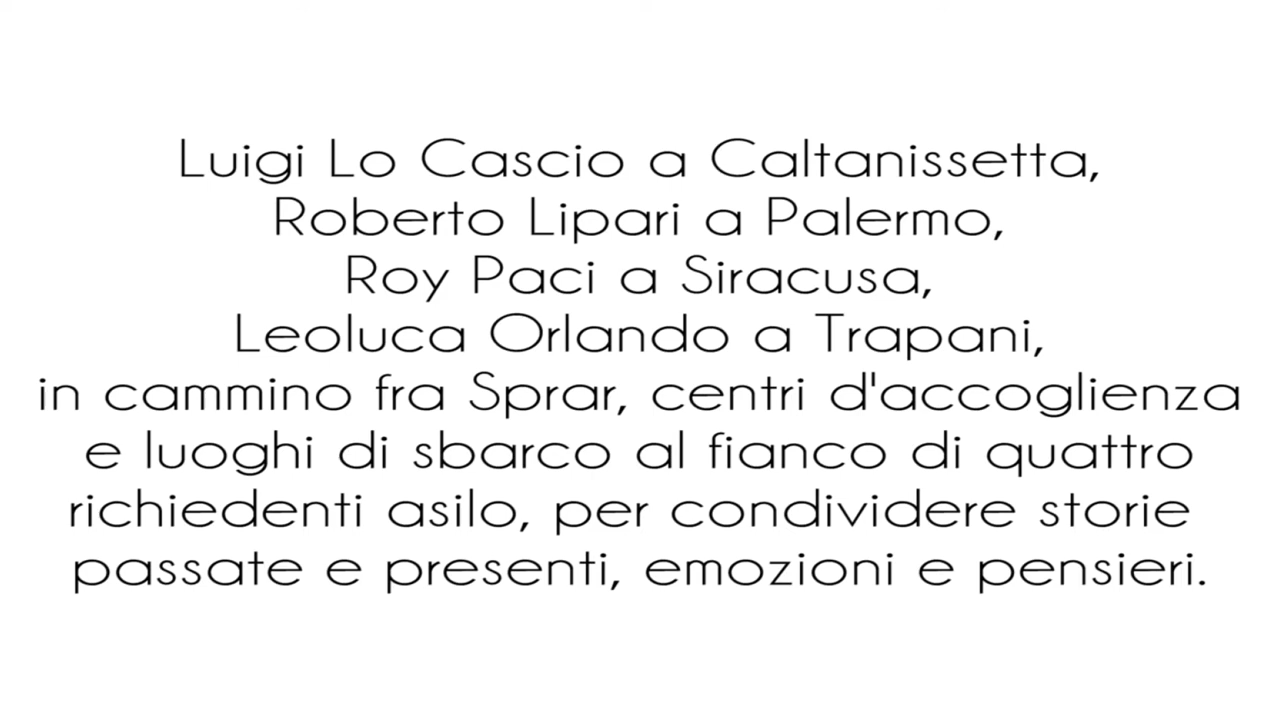 Luigi Lo Cascio a Caltanissetta,
Roberto Lipari a Palermo,
Roy Paci a Siracusa,
Leoluca Orlando a Trapani,
in cammino fra Sprar, centri d'accoglienza
e luoghi di sbarco al fianco di quattro
richiedenti asilo, per condividere storie
passate e presenti, emozioni e pensieri.